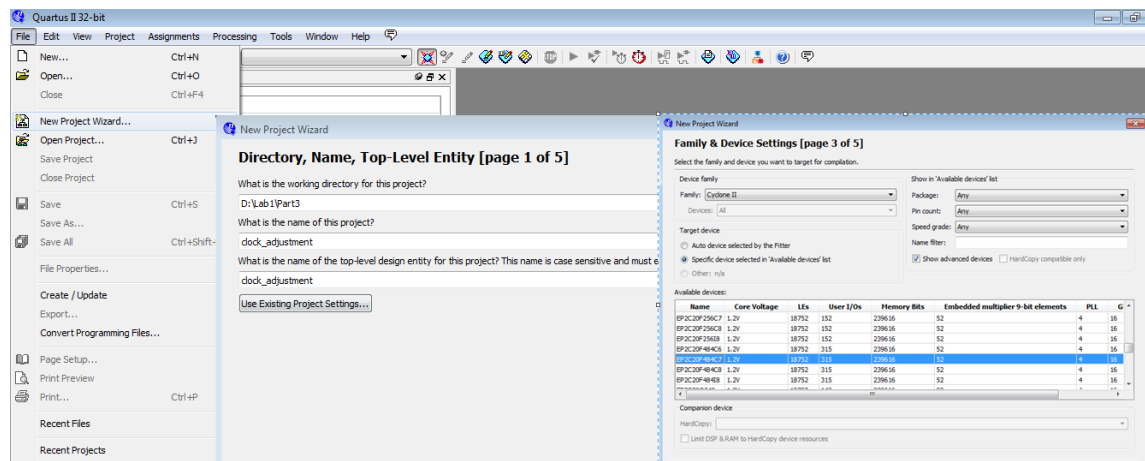 Quartus II 32-bit
File Edit View Project Assignments Processing Tools Window Help
New... Ctrl+N
Open... Ctrl+O
Close Ctrl+F4
New Project Wizard...
Open Project... Ctrl+J
Save Project
Close Project
Save Ctrl+S
Save As...
Save All Ctrl+Shift-
File Properties...
Create / Update
Export...
Convert Programming Files...
Page Setup...
Print Preview
Print... Ctrl+P
Recent Files
Recent Projects
New Project Wizard
Directory, Name, Top-Level Entity [page 1 of 5]
What is the working directory for this project?
D:\Lab1\Part3
What is the name of this project?
clock_adjustment
What is the name of the top-level design entity for this project? This name is case sensitive and must e
clock_adjustment
Use Existing Project Settings...
New Project Wizard
Family & Device Settings [page 3 of 5]
Select the family and device you want to target for compilation.
Device family
Family: Cyclone II
Devices: All
Target device
Auto device selected by the Fitter
Specific device selected in 'Available devices' list
Other: n/a
Show in 'Available devices' list
Package: Any
Pin count: Any
Speed grade: Any
Name filter:
Show advanced devices HardCopy compatible only
Available devices:
Name Core Voltage LEs User I/Os Memory Bits Embedded multiplier 9-bit elements PLL G
EP2C20F256C7 1.2V 18752 152 239616 52 4 16
EP2C20F256C8 1.2V 18752 152 239616 52 4 16
EP2C20F256I8 1.2V 18752 152 239616 52 4 16
EP2C20F484C6 1.2V 18752 315 239616 52 4 16
EP2C20F484C7 1.2V 18752 315 239616 52 4 16
EP2C20F484C8 1.2V 18752 315 239616 52 4 16
EP2C20F484I8 1.2V 18752 315 239616 52 4 16
Companion device
HardCopy:
Limit DSP & RAM to HardCopy device resources